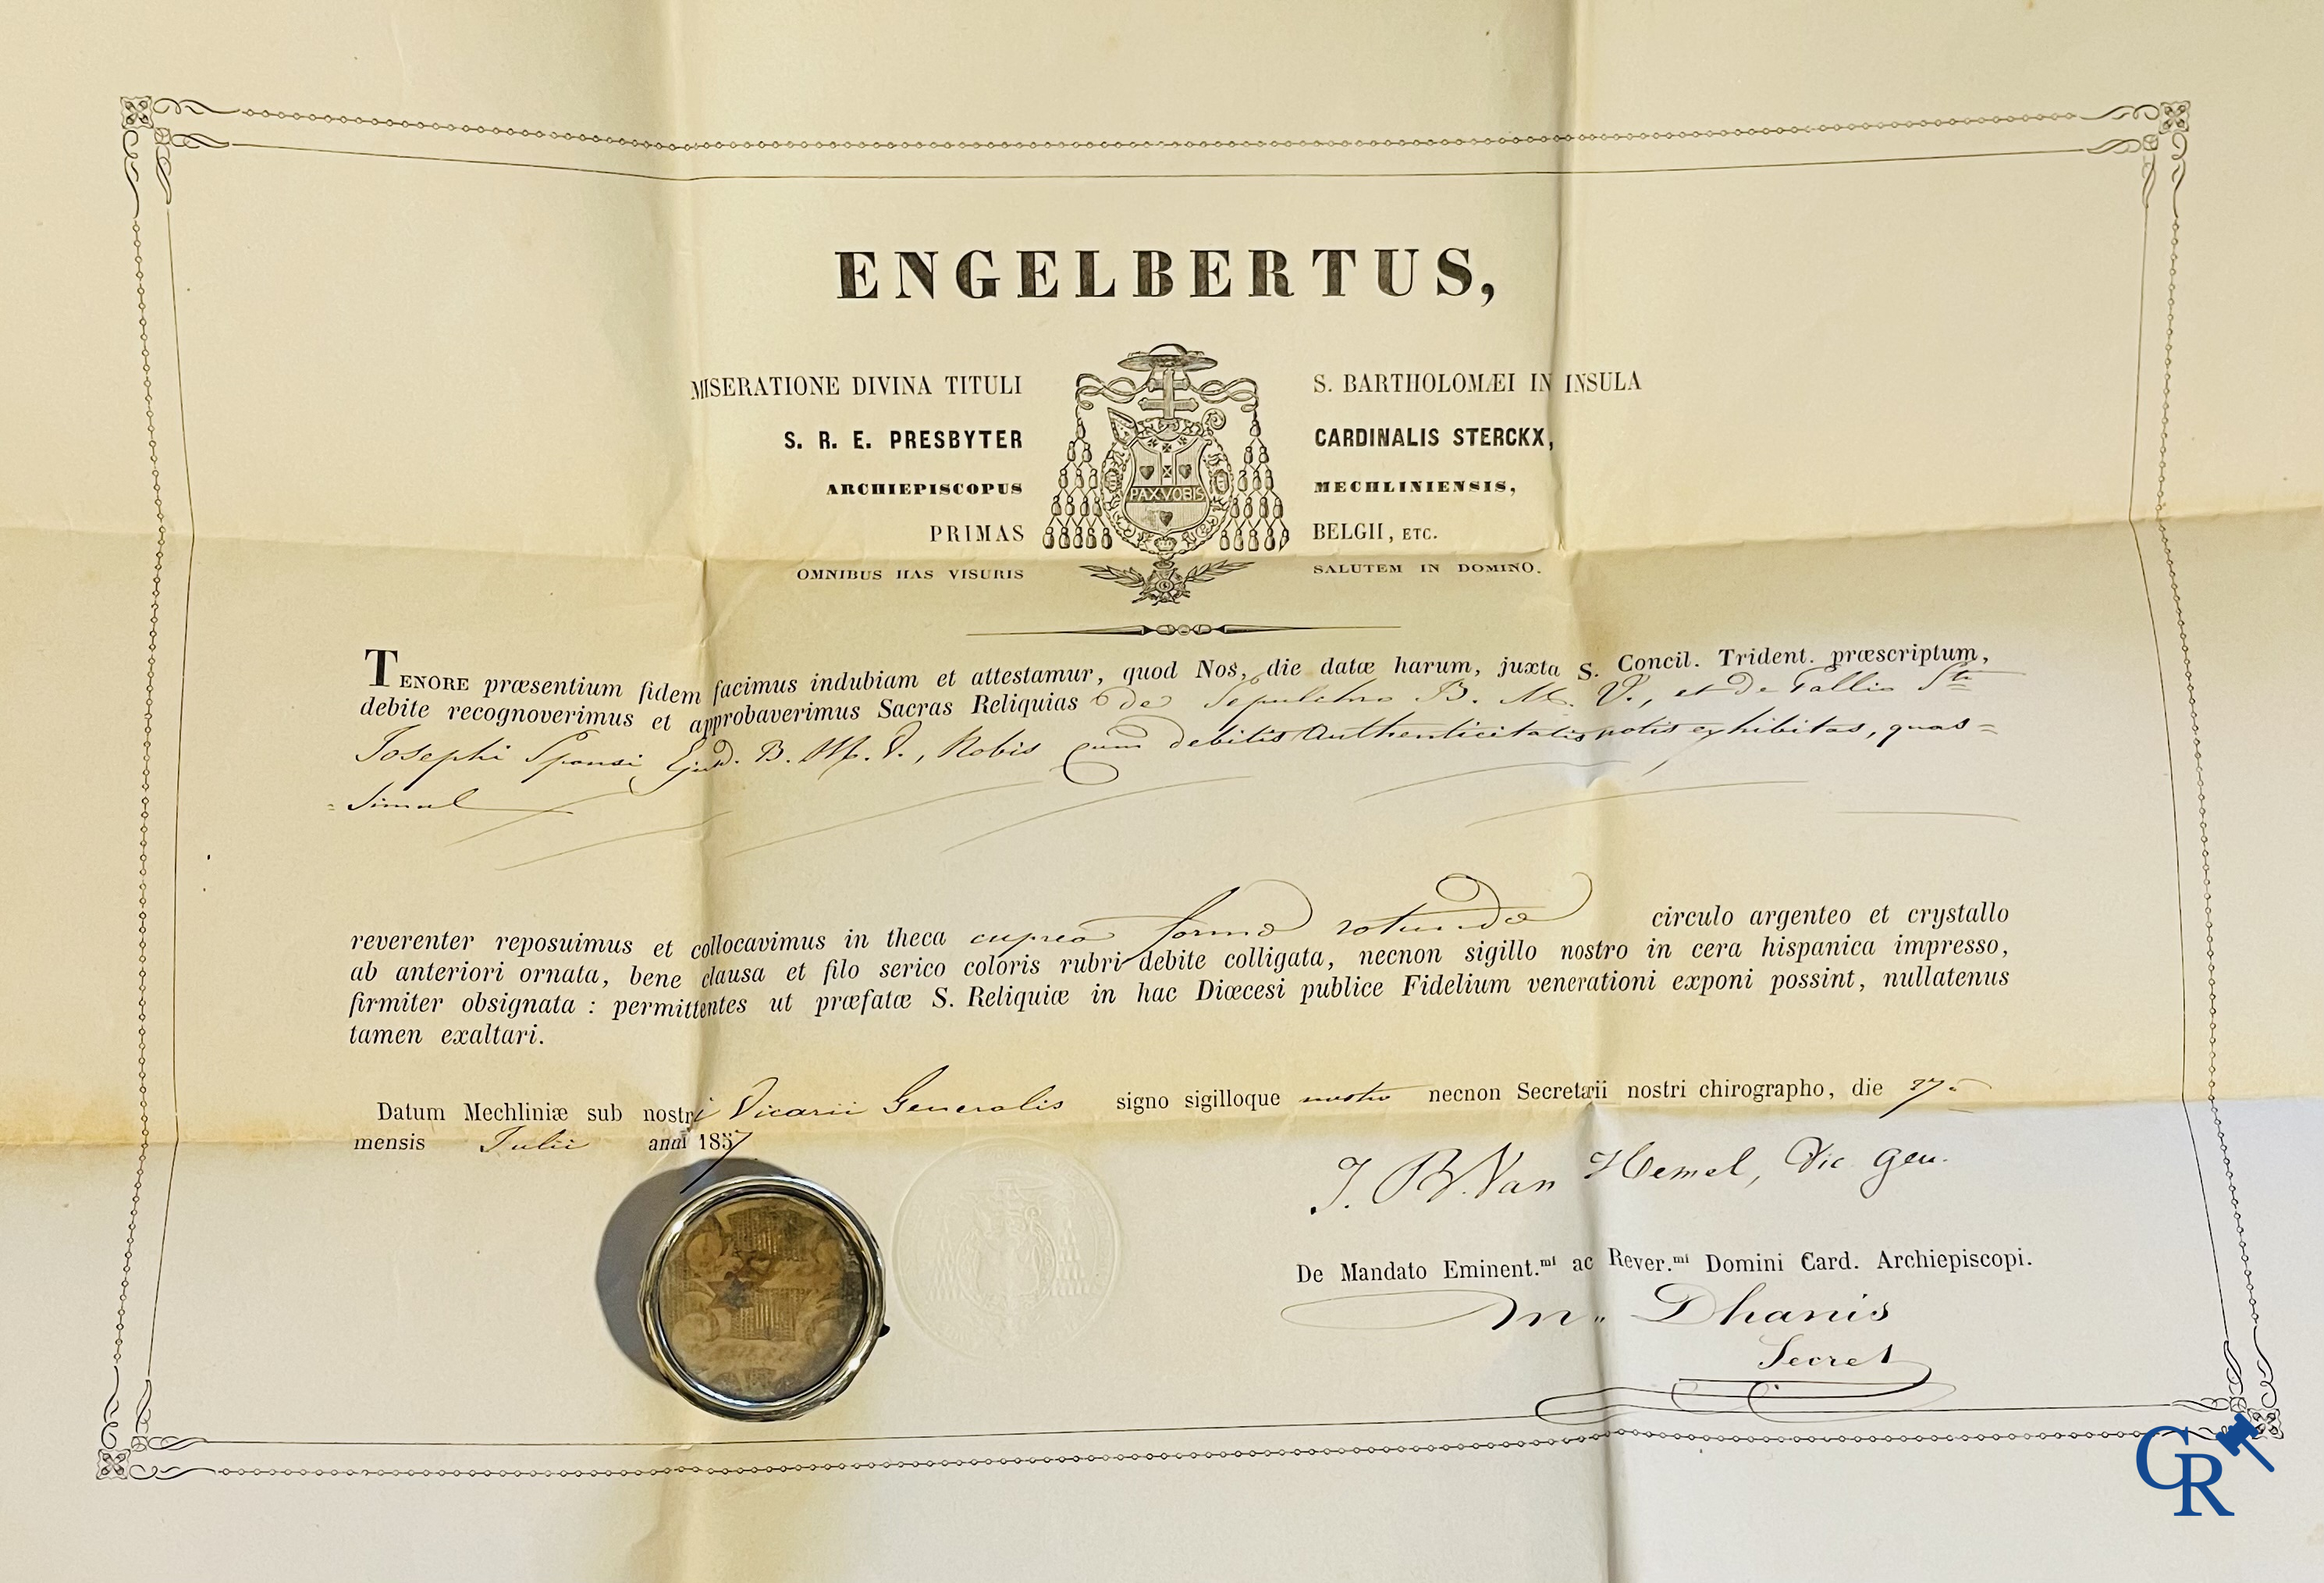 ENGELBERTUS,
MISERATIONE DIVINA TITULI S. BARTHOLOMÆI IN INSULA
S. R. E. PRESBYTER CARDINALIS STERCKX,
ARCHIEPISCOPUS MECHLINIENSIS,
PAX VOBIS
PRIMAS BELGII, ETC.
OMNIBUS HAS VISURIS SALUTEM IN DOMINO.
TENORE præsentium fidem facimus indubiam et attestamur, quod Nos, die datæ harum, juxta S. Concil. Trident. præscriptum,
debite recognoverimus et approbaverimus Sacras Reliquias de Sepulchro B. M. V., et de Pallio Sti
Josephi Sponsi Ejusd. B. M. V., Nobis cum debitis Authenticitatis notis exhibitas, quas=
=simul
reverenter reposuimus et collocavimus in theca cuprea forma rotunda circulo argenteo et crystallo
ab anteriori ornata, bene clausa et filo serico coloris rubri debite colligata, necnon sigillo nostro in cera hispanica impresso,
firmiter obsignata : permittentes ut præfatæ S. Reliquiæ in hac Diœcesi publice Fidelium venerationi exponi possint, nullatenus
tamen exaltari.
Datum Mechliniæ sub nostri Vicarii Generalis signo sigilloque nostro necnon Secretarii nostri chirographo, die 27a
mensis Julii anni 1857
J. B. Van Hemel, Vic. gen.
De Mandato Eminent.mi ac Rever.mi Domini Card. Archiepiscopi.
M. Dhanis
Secret
CR